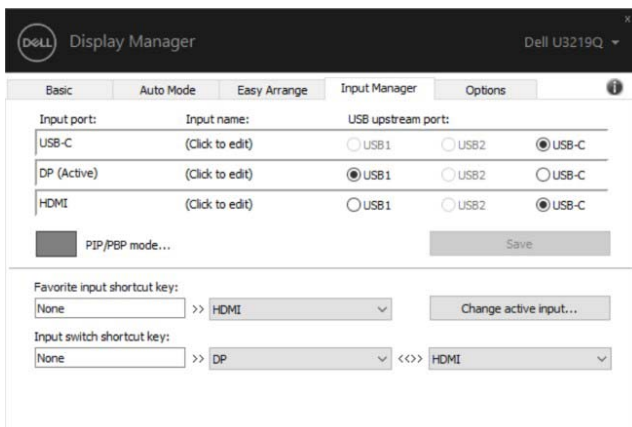 x
DELL Display Manager Dell U3219Q
Basic Auto Mode Easy Arrange Input Manager Options i
Input port: Input name: USB upstream port:
USB-C (Click to edit) USB1 USB2 USB-C
DP (Active) (Click to edit) USB1 USB2 USB-C
HDMI (Click to edit) USB1 USB2 USB-C
PIP/PBP mode... Save
Favorite input shortcut key:
None >> HDMI Change active input...
Input switch shortcut key:
None >> DP <<>> HDMI